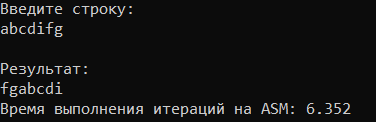 Введите строку:
abcdifg

Результат:
fgabcdi
Время выполнения итераций на ASM: 6.352